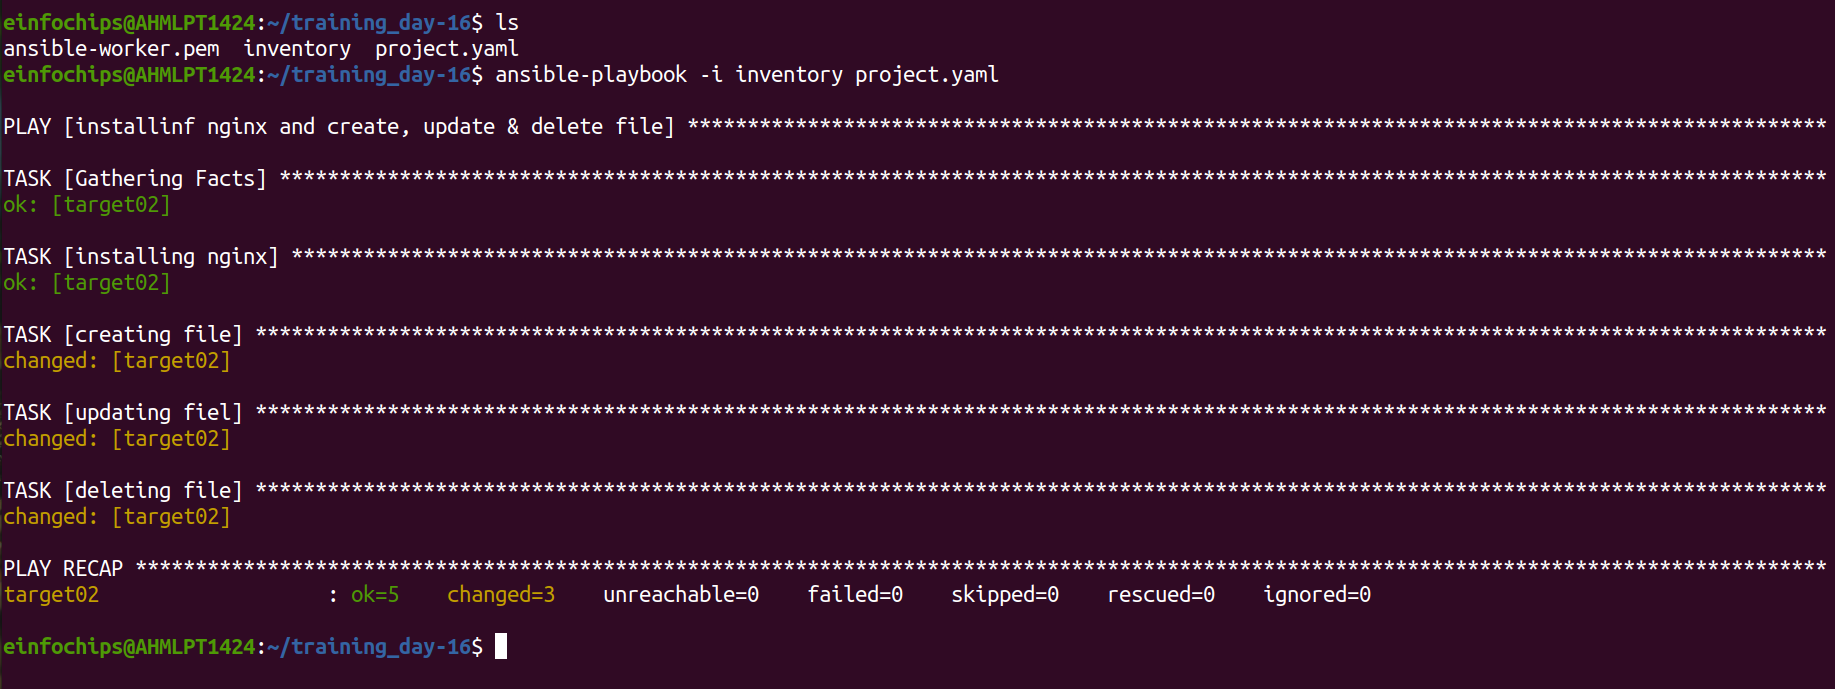 einfochips@AHMLPT1424:~/training_day-16$ ls
ansible-worker.pem  inventory  project.yaml
einfochips@AHMLPT1424:~/training_day-16$ ansible-playbook -i inventory project.yaml
PLAY [installinf nginx and create, update & delete file] ***********************************************************************************************
TASK [Gathering Facts] *********************************************************************************************************************************
ok: [target02]
TASK [installing nginx] ********************************************************************************************************************************
ok: [target02]
TASK [creating file] ***********************************************************************************************************************************
changed: [target02]
TASK [updating fiel] ***********************************************************************************************************************************
changed: [target02]
TASK [deleting file] ***********************************************************************************************************************************
changed: [target02]
PLAY RECAP *********************************************************************************************************************************************
target02                   : ok=5    changed=3    unreachable=0    failed=0    skipped=0    rescued=0    ignored=0
einfochips@AHMLPT1424:~/training_day-16$